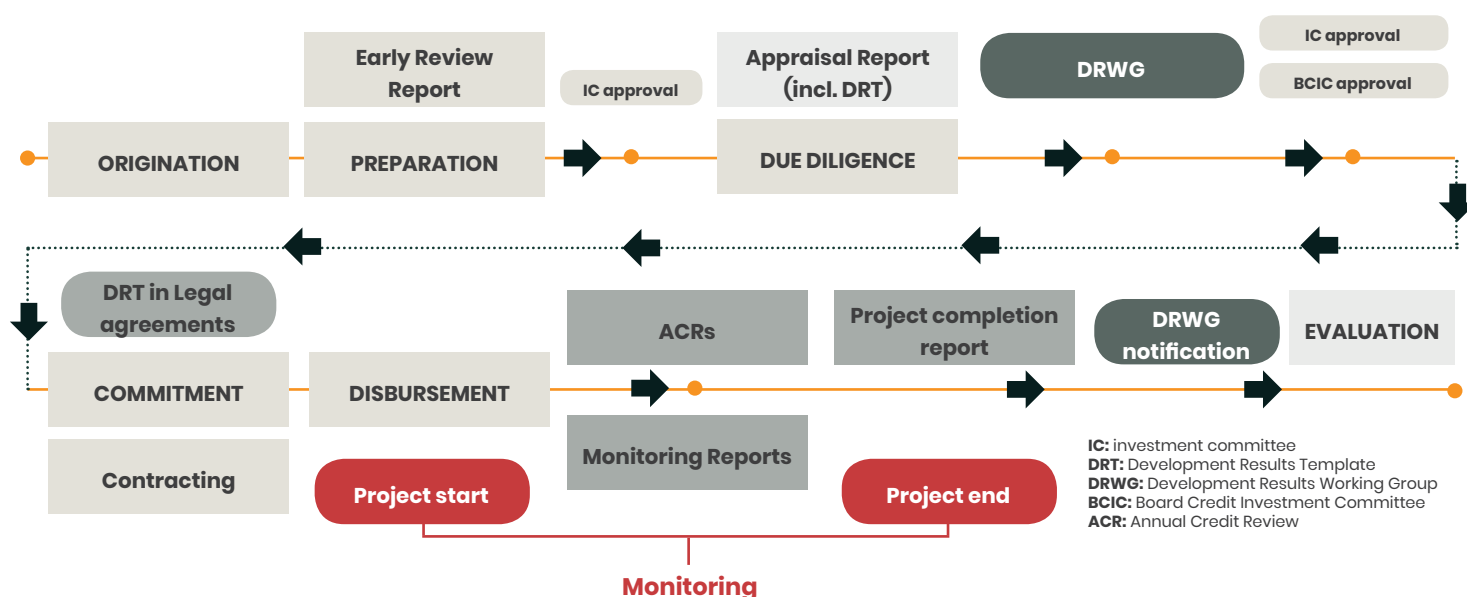 Early Review
Report
IC approval
Appraisal Report
(incl. DRT)
DRWG
IC approval
BCIC approval
ORIGINATION
PREPARATION
DUE DILIGENCE
DRT in Legal
agreements
ACRs
Project completion
report
DRWG
notification
EVALUATION
COMMITMENT
DISBURSEMENT
Contracting
Monitoring Reports
Project start
Project end
Monitoring
IC: investment committee
DRT: Development Results Template
DRWG: Development Results Working Group
BCIC: Board Credit Investment Committee
ACR: Annual Credit Review